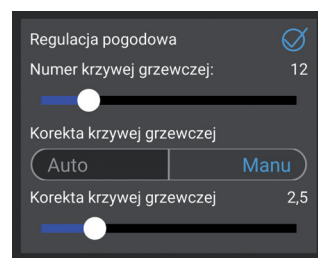 Regulacja pogodowa
Numer krzywej grzewczej: 12
Korekta krzywej grzewczej
Auto Manu
Korekta krzywej grzewczej 2,5